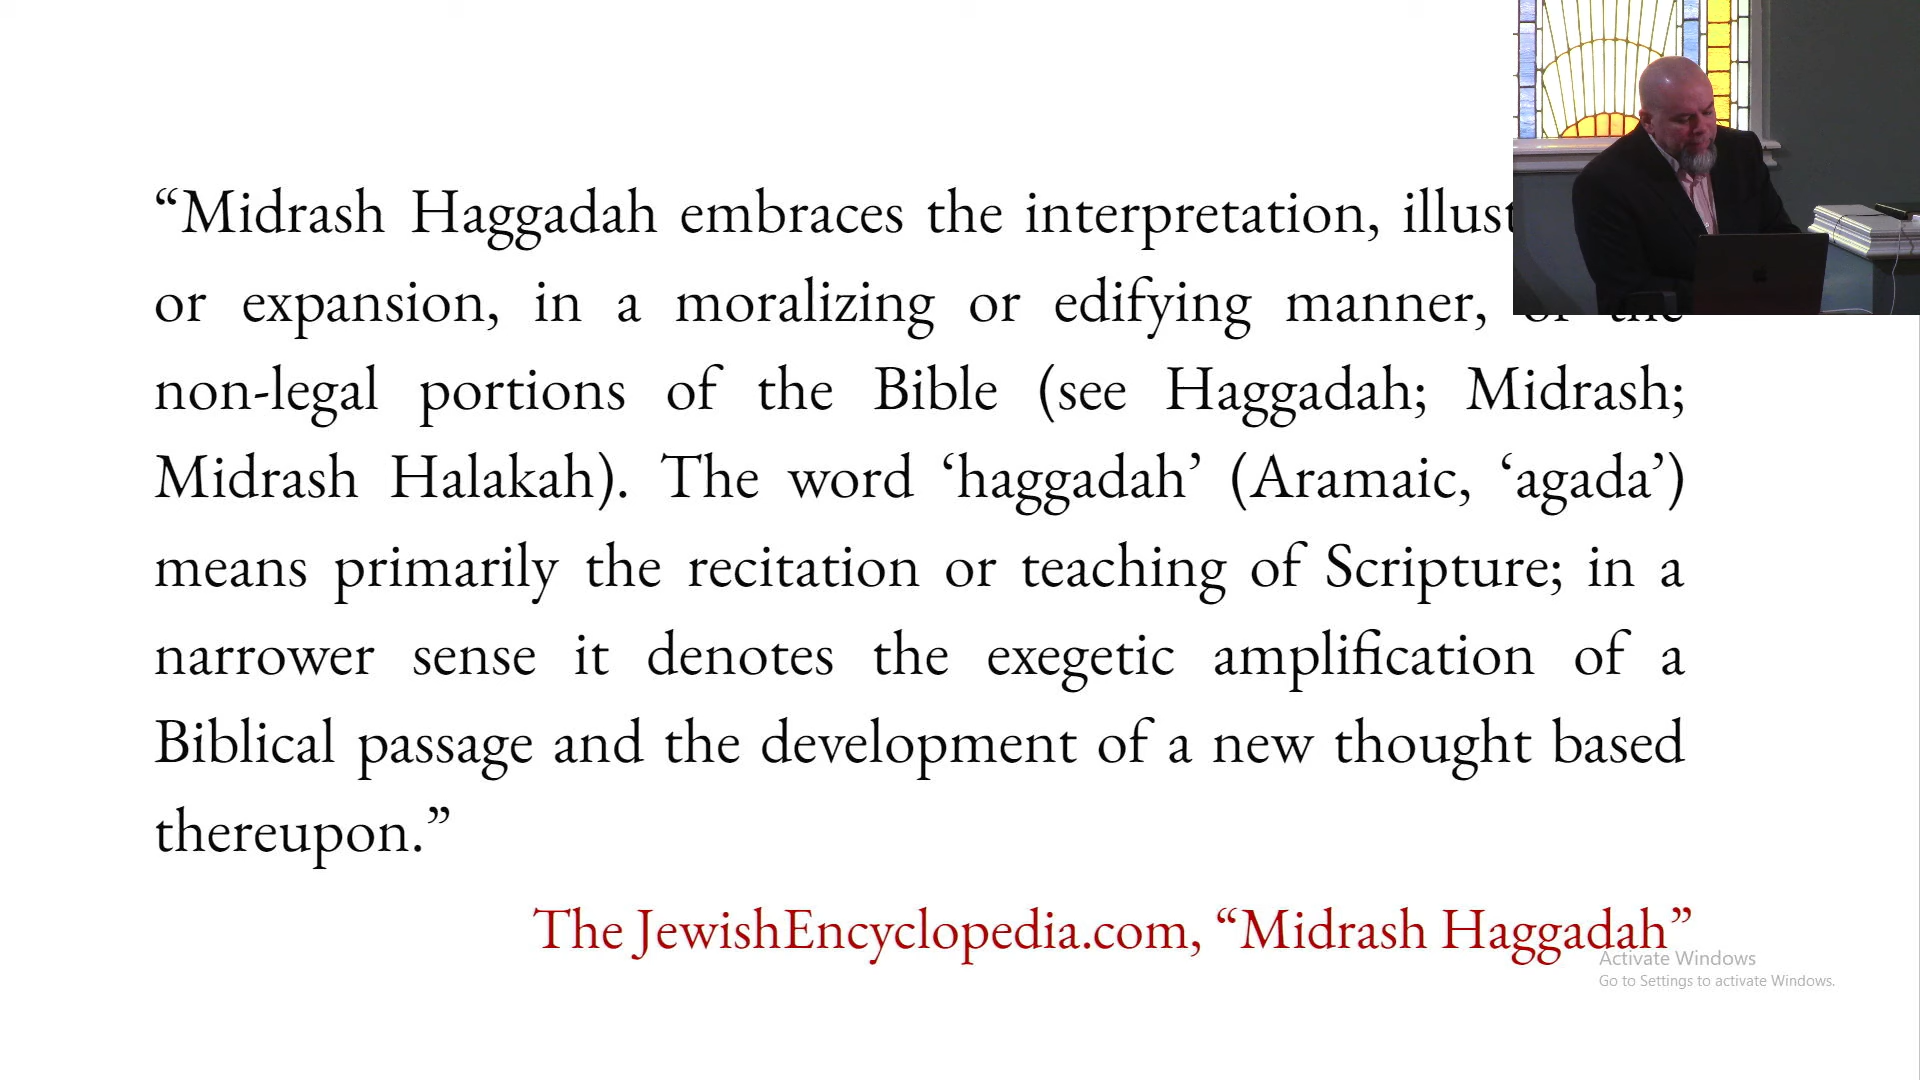 “Midrash Haggadah embraces the interpretation, illust
or expansion, in a moralizing or edifying manner, of the
non-legal portions of the Bible (see Haggadah; Midrash;
Midrash Halakah). The word ‘haggadah’ (Aramaic, ‘agada’)
means primarily the recitation or teaching of Scripture; in a
narrower sense it denotes the exegetic amplification of a
Biblical passage and the development of a new thought based
thereupon.”
The JewishEncyclopedia.com, “Midrash Haggadah”
Activate Windows
Go to Settings to activate Windows.